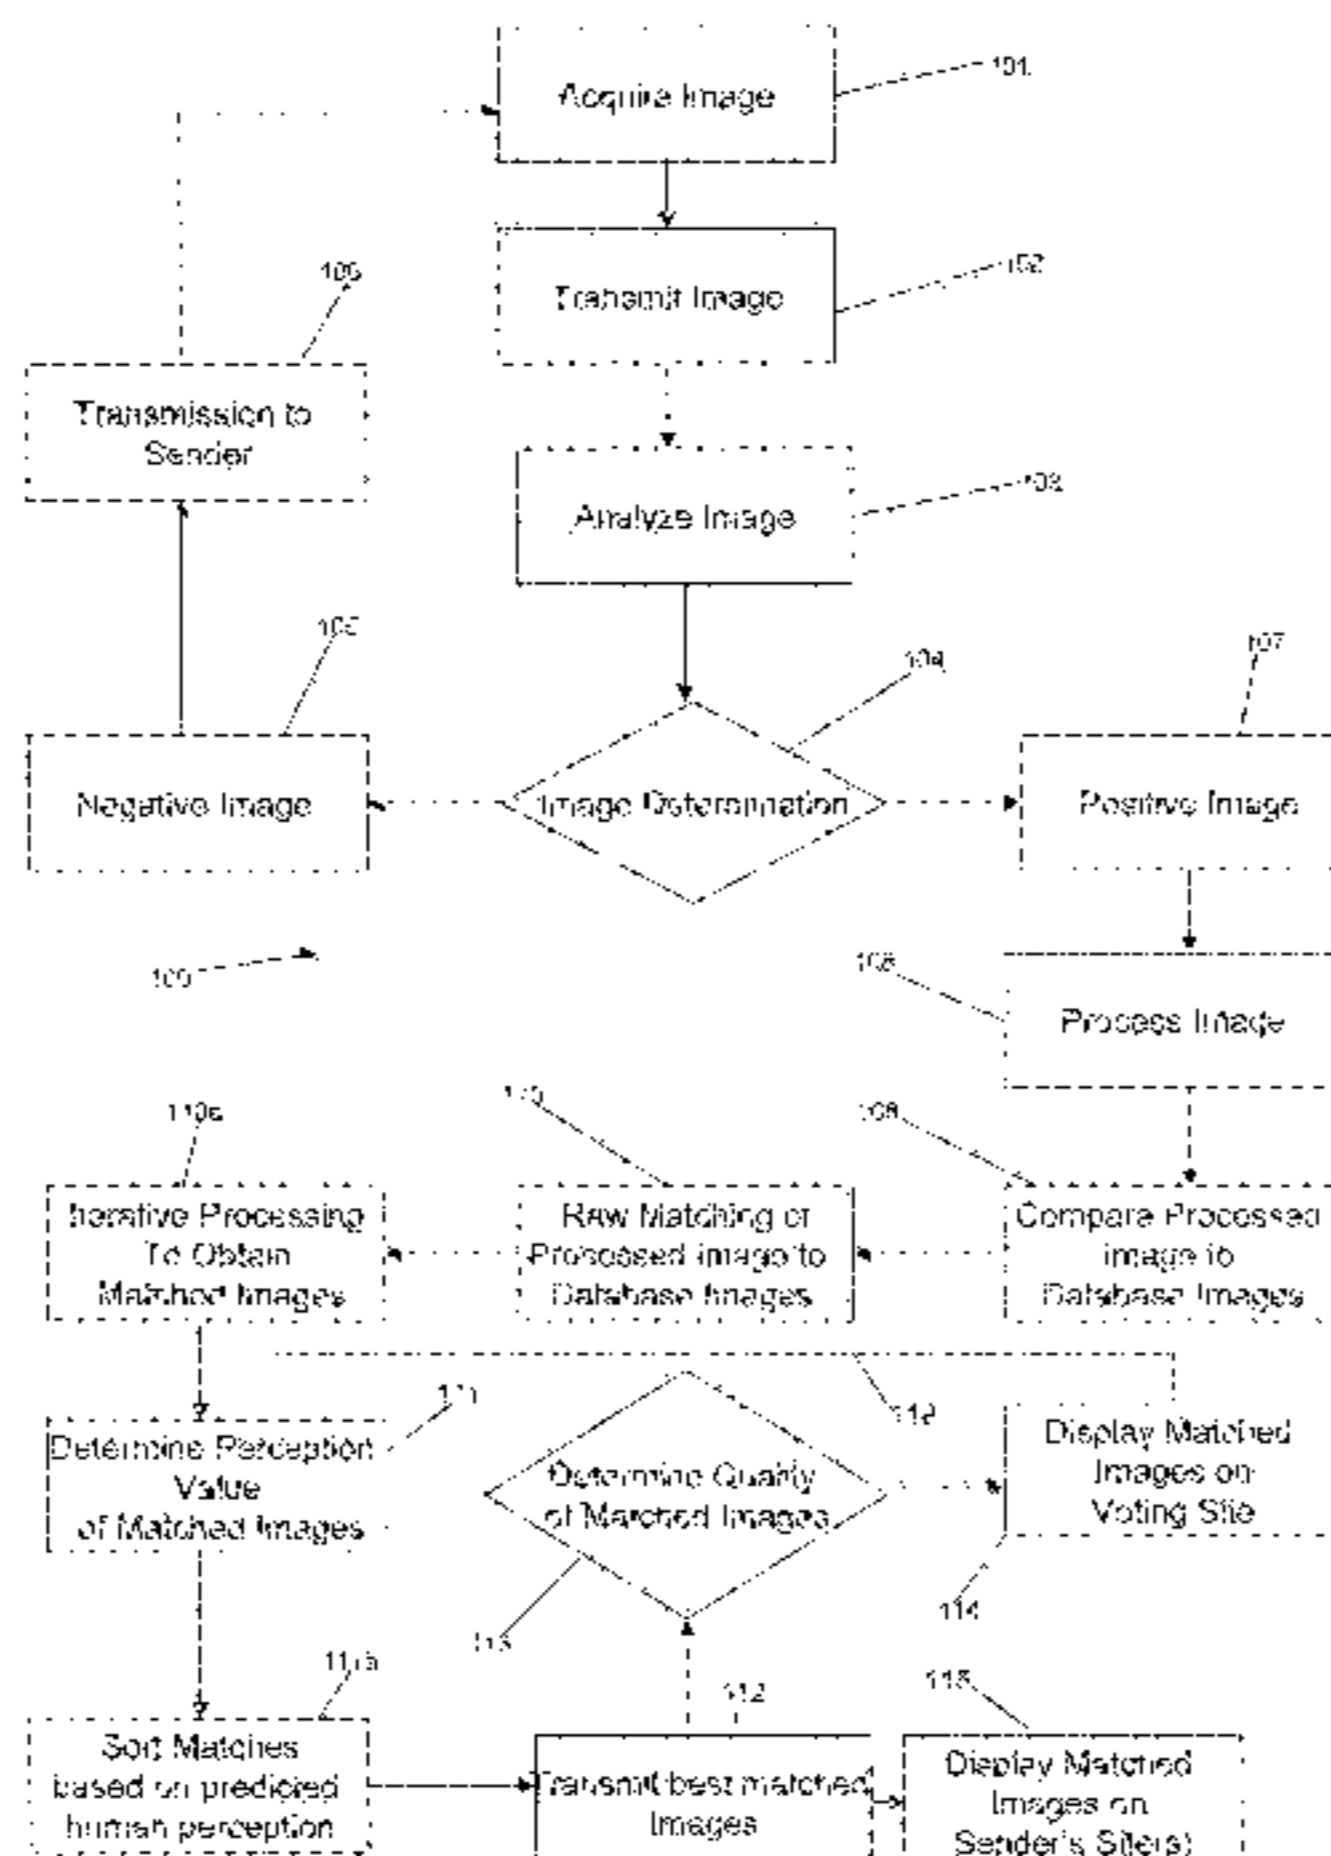 101
Acquire Image
102
Transmit Image
106
Transmission to
Sender
103
Analyze Image
105
104
107
Negative Image
Image Determination
Positive Image
100
108
Process Image
110
110a
Iterative Processing
To Obtain
Matched Images
Raw Matching of
Processed image to
Database Images
Compare Processed
image to
Database Images
111
Determine Perception
Value
of Matched Images
Determine Quality
of Matched Images
Display Matched
Images on
Voting Site
114
113
111a
112
Sort Matches
based on predicted
human perception
Transmit best matched
Images
Display Matched
Images on
Sender's Site(s)